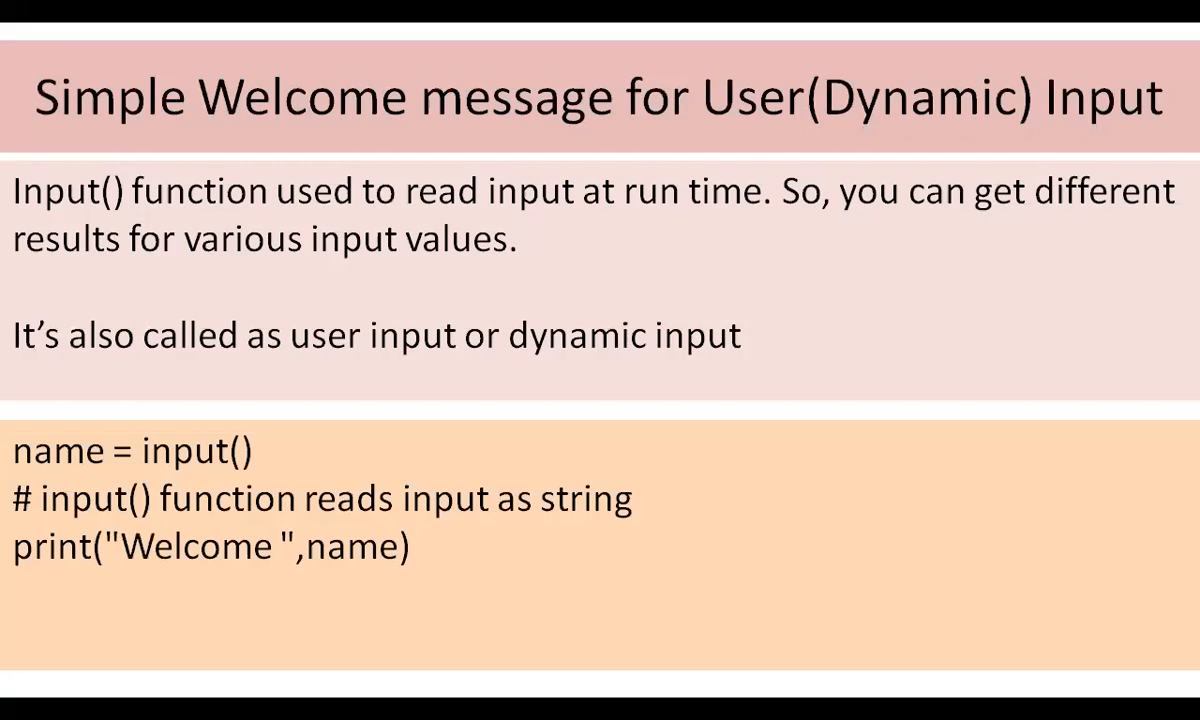 Simple Welcome message for User(Dynamic) Input
Input() function used to read input at run time. So, you can get different
results for various input values.
It’s also called as user input or dynamic input
name = input()
# input() function reads input as string
print("Welcome ",name)